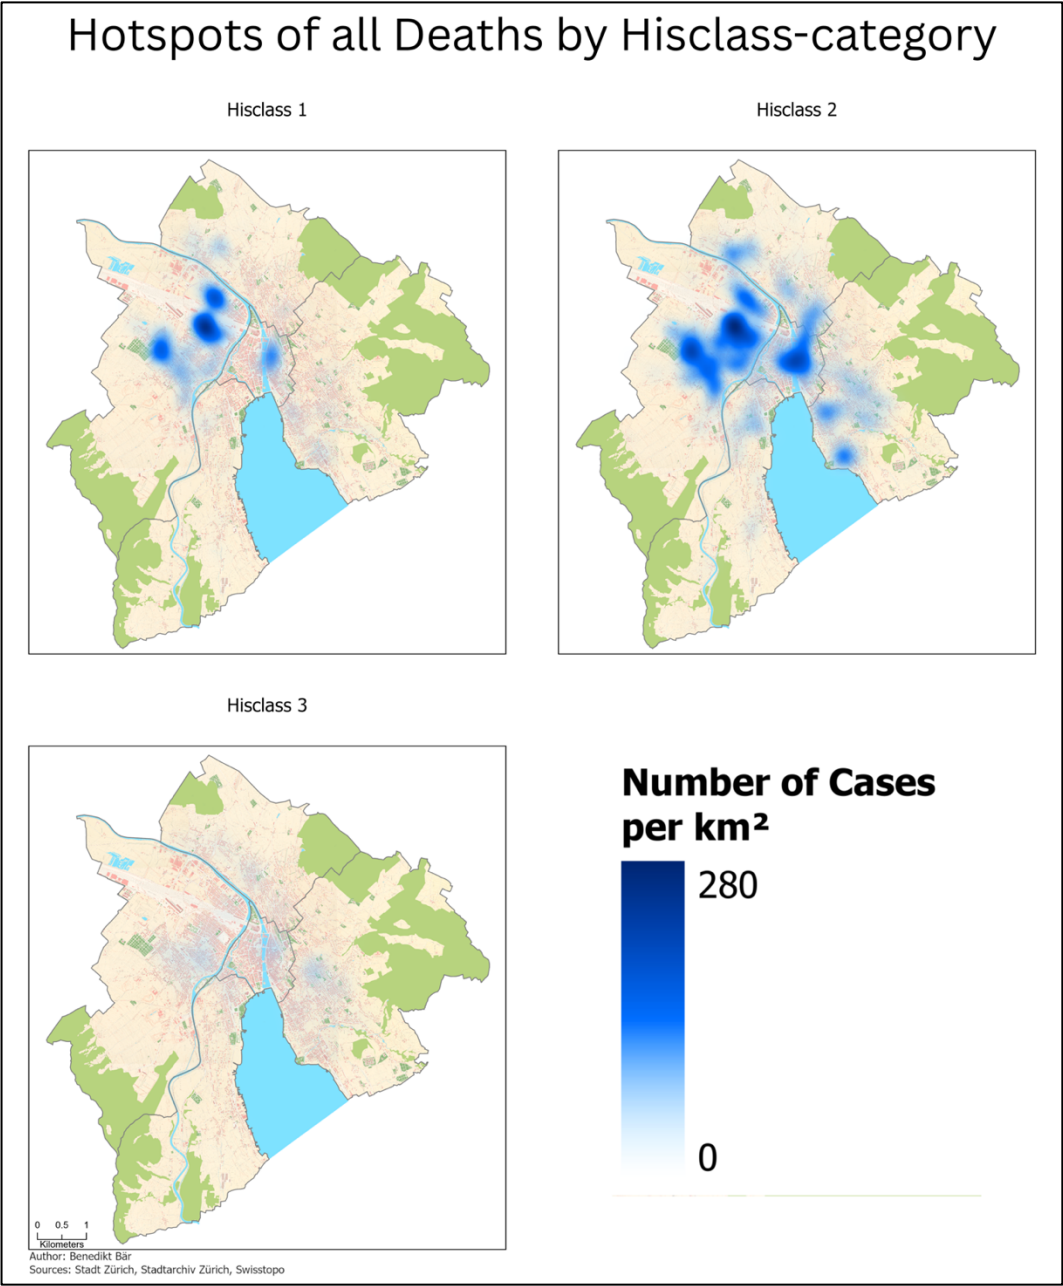 Hotspots of all Deaths by Hisclass-category
Hisclass 1
Hisclass 2
Hisclass 3
Number of Cases
per km²
280
0
0 0.5 1
Kilometers
Author: Benedikt Bär
Sources: Stadt Zürich, Stadtarchiv Zürich, Swisstopo